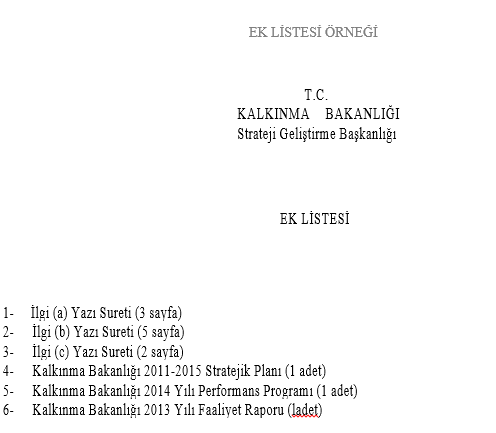 EK LİSTESİ ÖRNEĞİ
T.C.
KALKINMA BAKANLIĞI
Strateji Geliştirme Başkanlığı
EK LİSTESİ
1- İlgi (a) Yazı Sureti (3 sayfa)
2- İlgi (b) Yazı Sureti (5 sayfa)
3- İlgi (c) Yazı Sureti (2 sayfa)
4- Kalkınma Bakanlığı 2011-2015 Stratejik Planı (1 adet)
5- Kalkınma Bakanlığı 2014 Yılı Performans Programı (1 adet)
6- Kalkınma Bakanlığı 2013 Yılı Faaliyet Raporu (ladet)